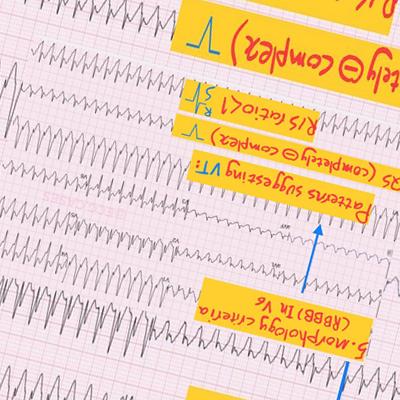 5. morphology criteria
(RBBB) In V6
Patterns suggesting VT:
QS (completely ⊖ complex)
R/S ratio<1
tely ⊖ complex)